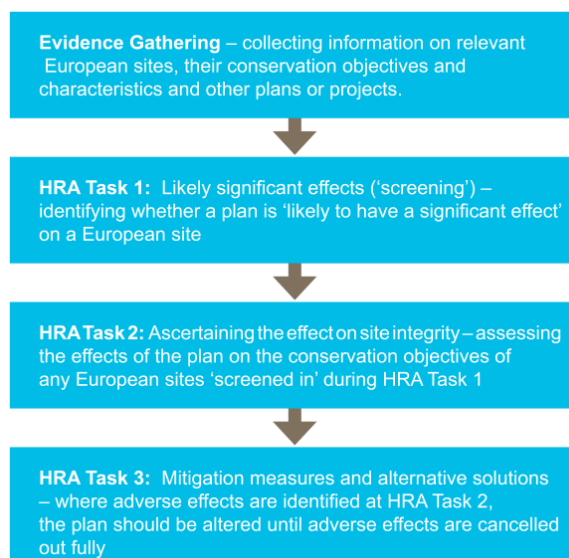 Evidence Gathering – collecting information on relevant
European sites, their conservation objectives and
characteristics and other plans or projects.
HRA Task 1: Likely significant effects (‘screening’) –
identifying whether a plan is ‘likely to have a significant effect’
on a European site
HRA Task 2: Ascertaining the effect on site integrity – assessing
the effects of the plan on the conservation objectives of
any European sites ‘screened in’ during HRA Task 1
HRA Task 3: Mitigation measures and alternative solutions
– where adverse effects are identified at HRA Task 2,
the plan should be altered until adverse effects are cancelled
out fully